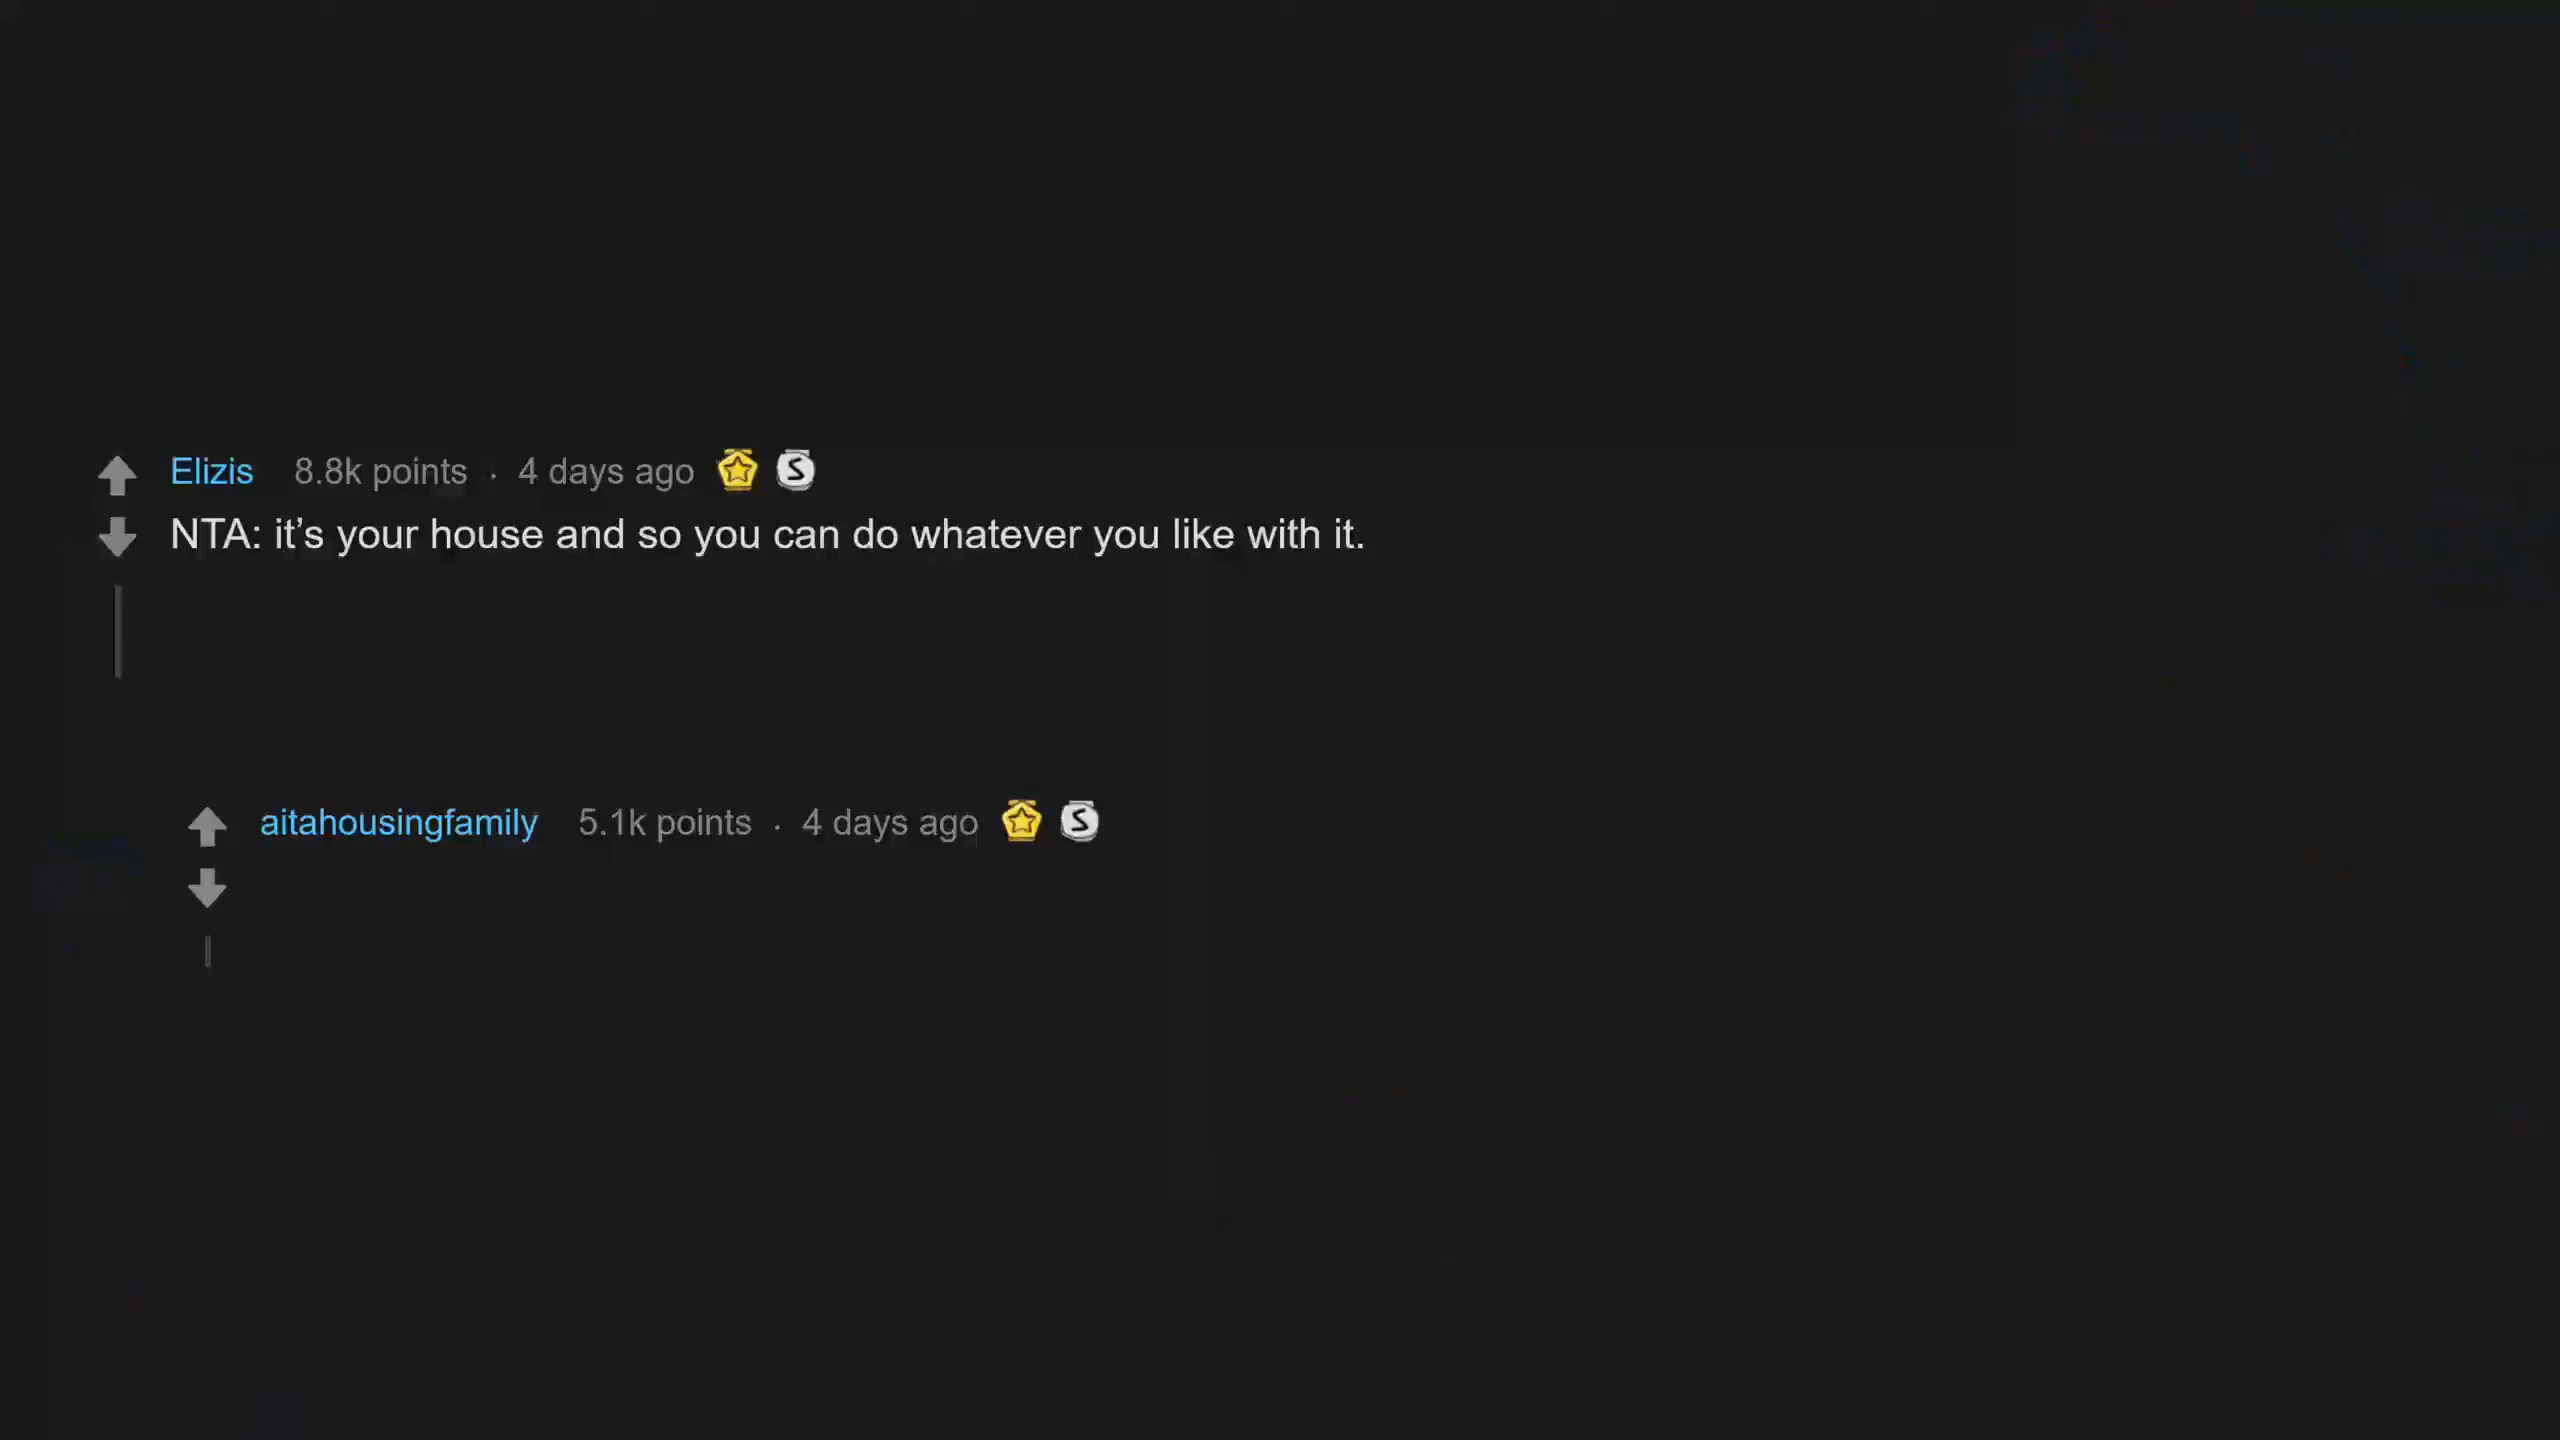 Elizis 8.8k points · 4 days ago
NTA: it’s your house and so you can do whatever you like with it.
aitahousingfamily 5.1k points · 4 days ago